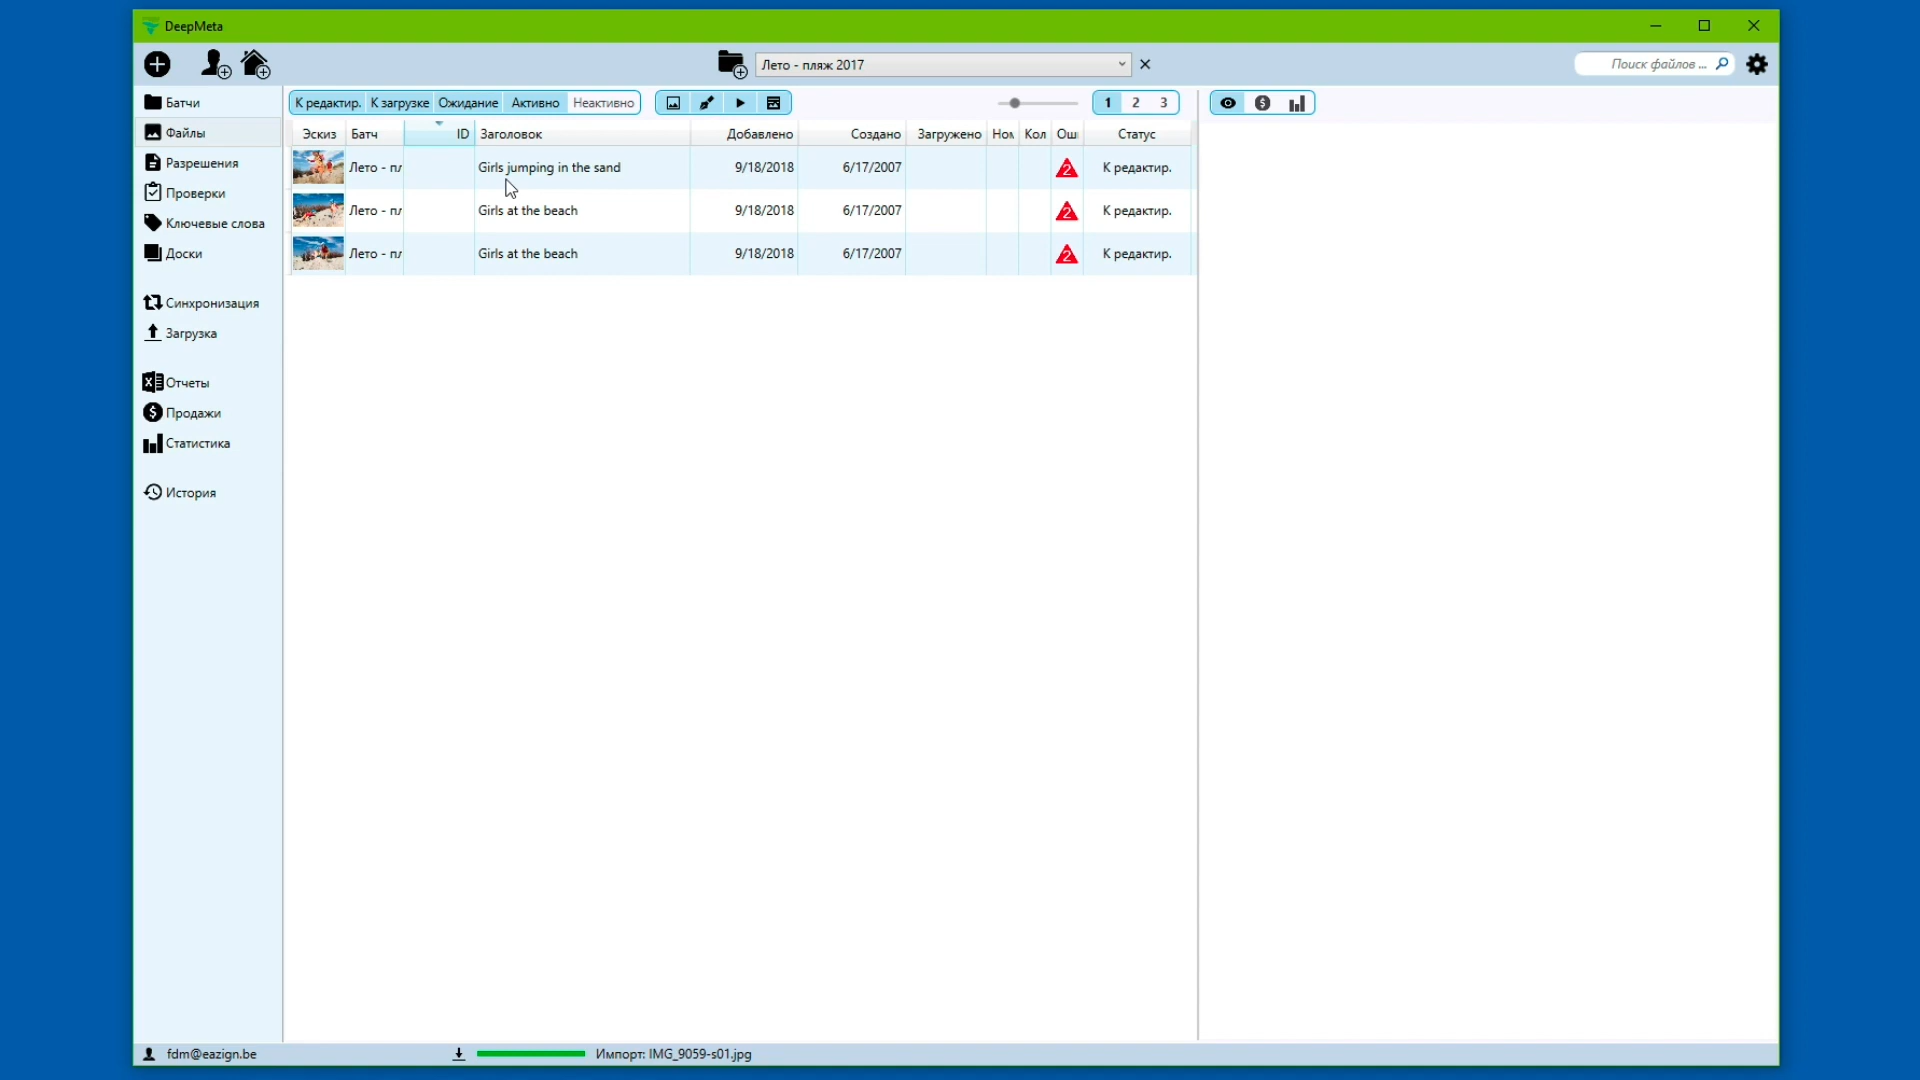 DeepMeta
Лето - пляж 2017
Поиск файлов ...
Батчи
Файлы
Разрешения
Проверки
Ключевые слова
Доски
Синхронизация
Загрузка
Отчеты
Продажи
Статистика
История
К редактир. К загрузке Ожидание Активно Неактивно
1 2 3
Эскиз Батч ID Заголовок Добавлено Создано Загружено Ном Кол Оши Статус
Лето - пл Girls jumping in the sand 9/18/2018 6/17/2007 2 К редактир.
Лето - пл Girls at the beach 9/18/2018 6/17/2007 2 К редактир.
Лето - пл Girls at the beach 9/18/2018 6/17/2007 2 К редактир.
fdm@eazign.be
Импорт: IMG_9059-s01.jpg